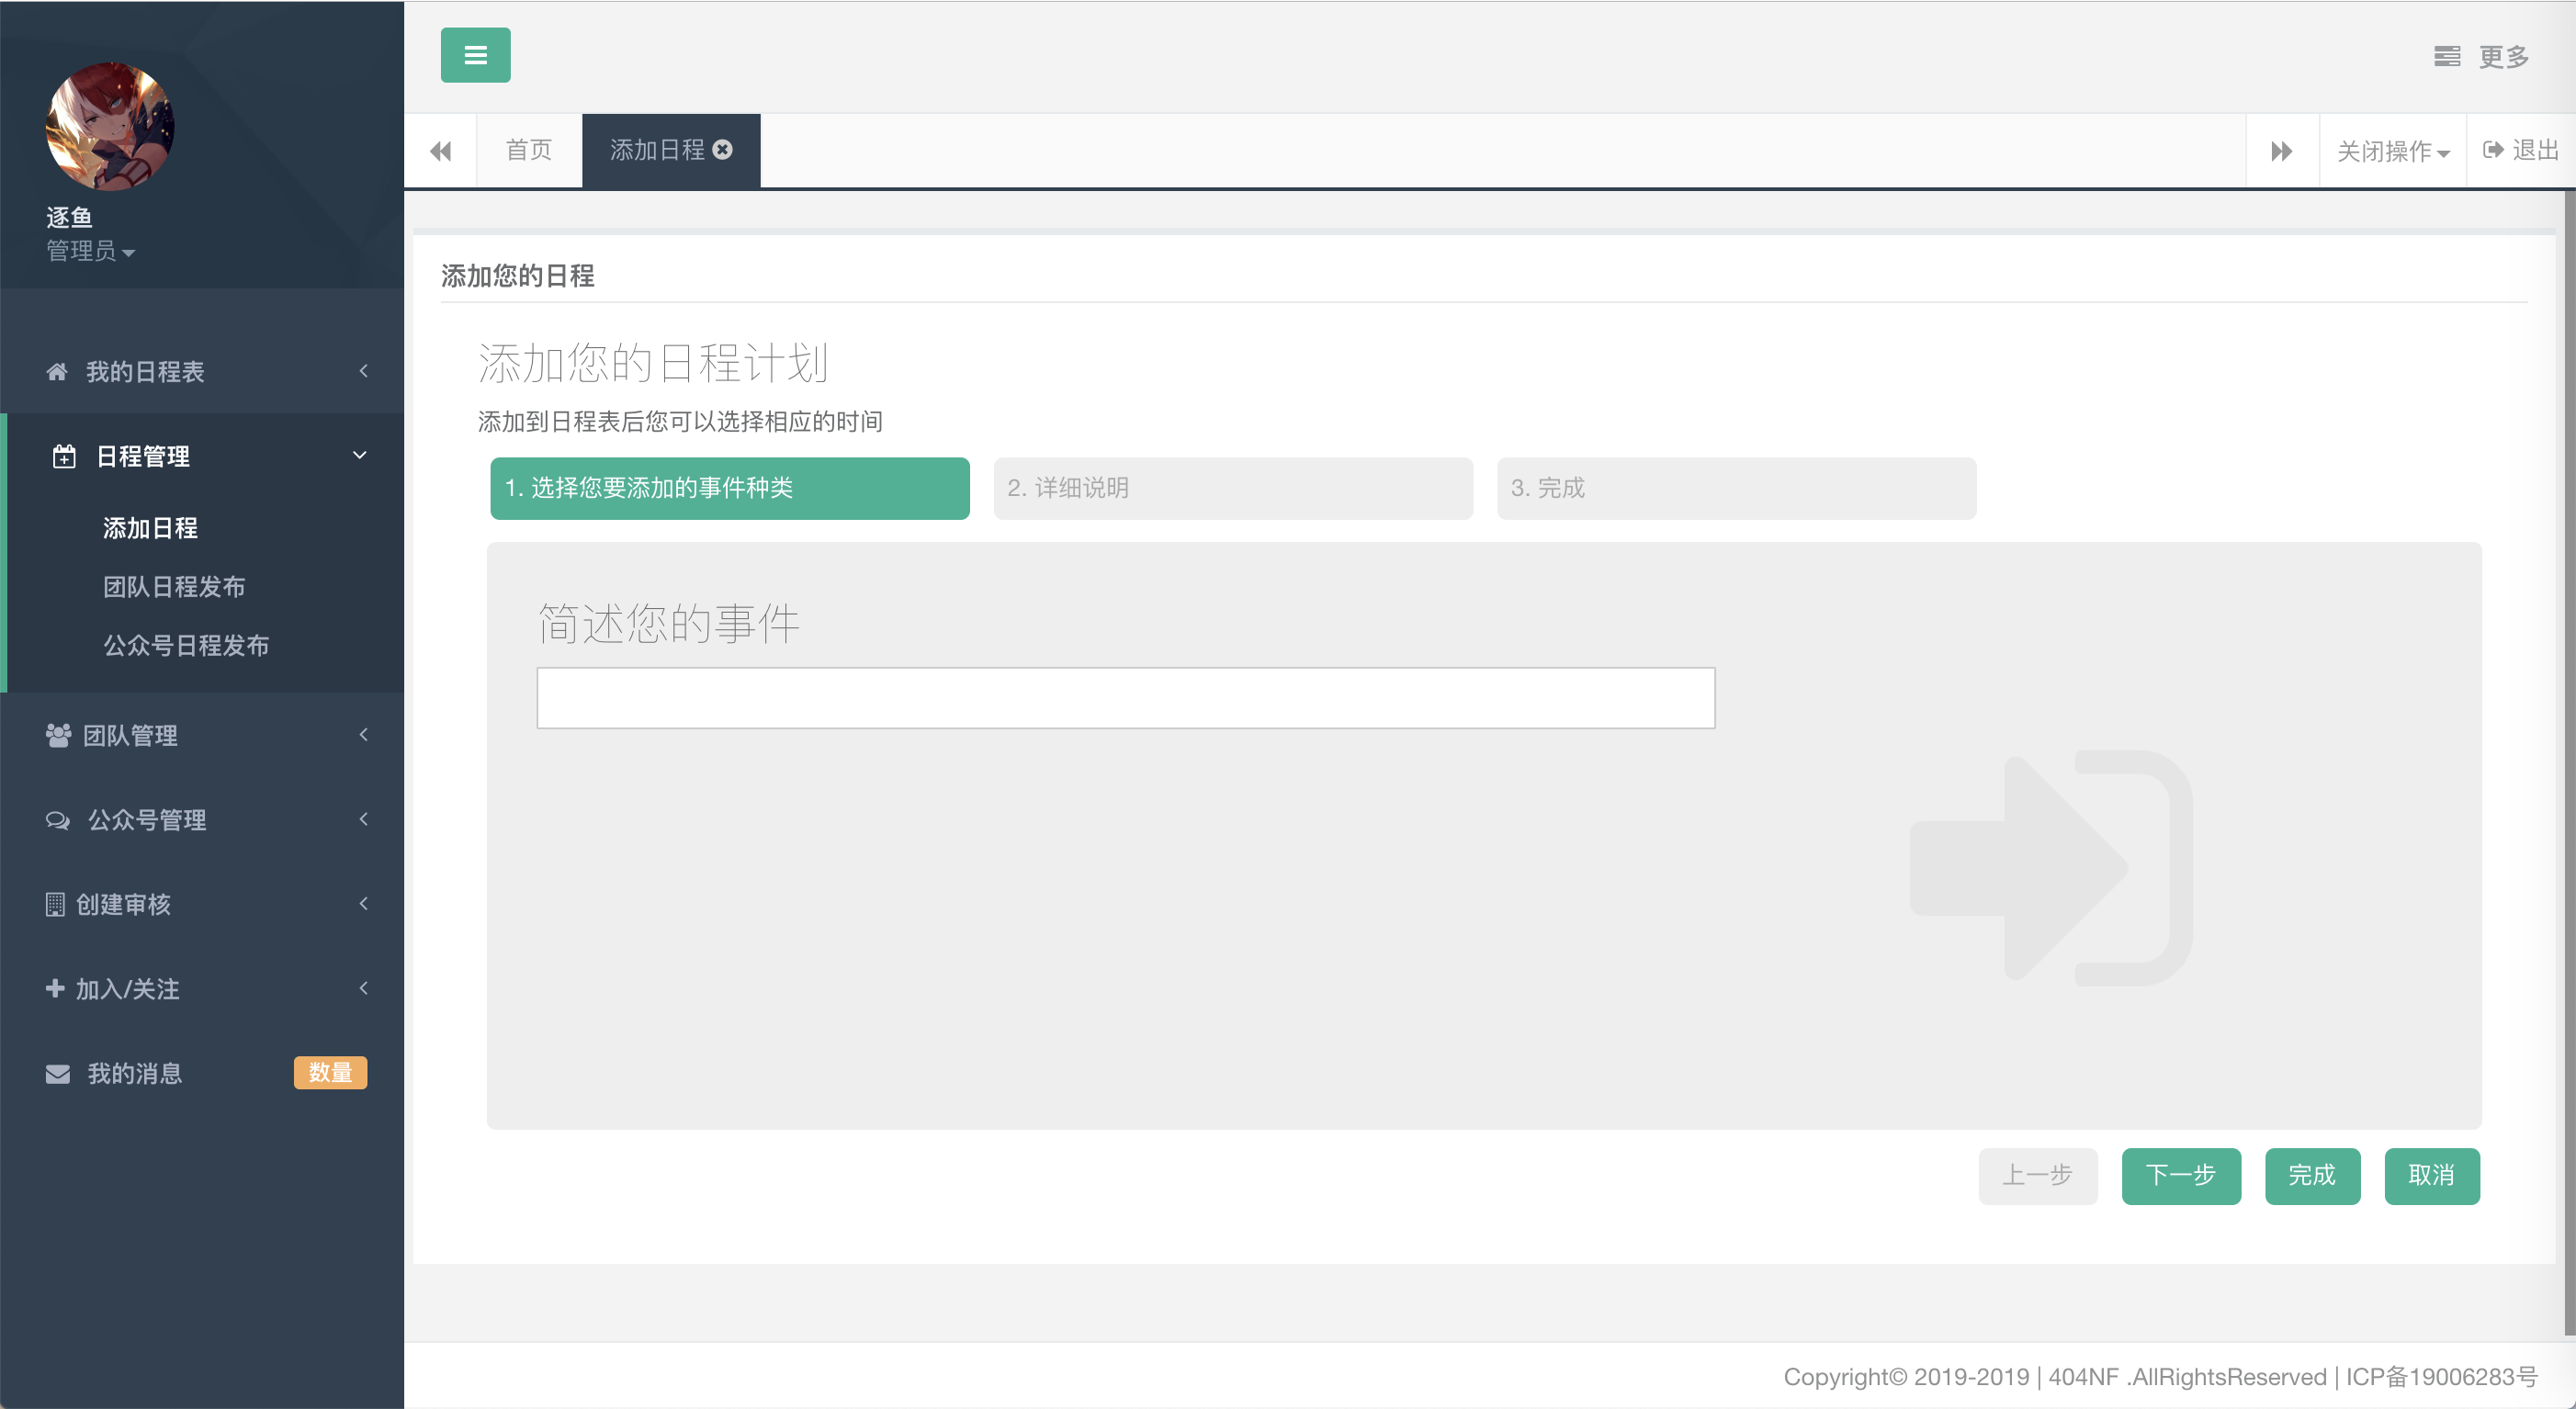 逐鱼
管理员
我的日程表
日程管理
添加日程
团队日程发布
公众号日程发布
团队管理
公众号管理
创建审核
加入/关注
我的消息 数量
更多
首页 添加日程 关闭操作 退出
添加您的日程
添加您的日程计划
添加到日程表后您可以选择相应的时间
1. 选择您要添加的事件种类 2. 详细说明 3. 完成
简述您的事件
上一步 下一步 完成 取消
Copyright© 2019-2019 | 404NF .AllRightsReserved | ICP备19006283号